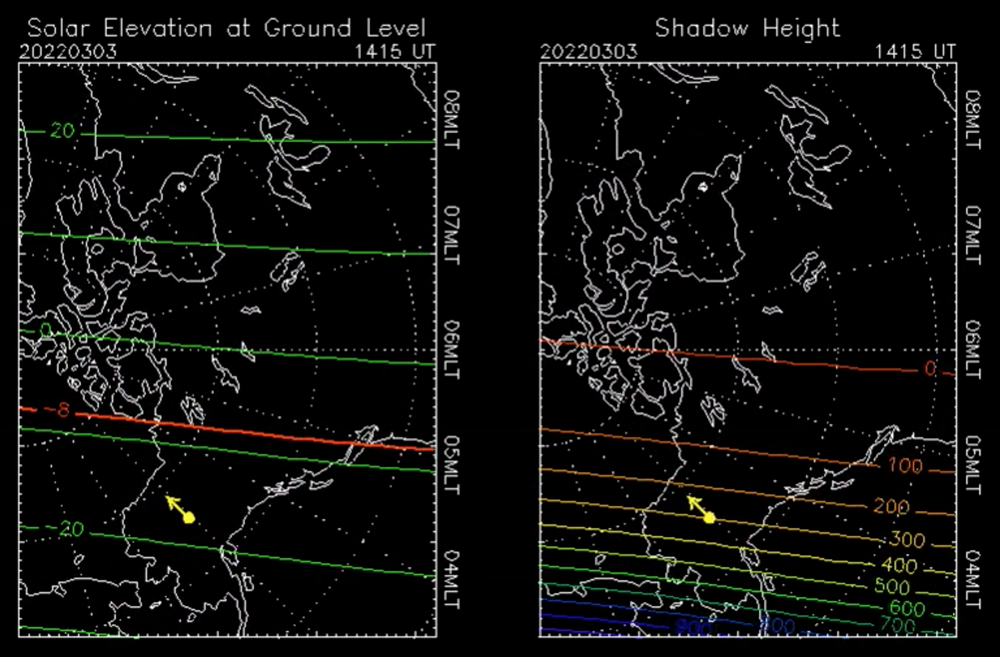 Solar Elevation at Ground Level
20220303 1415 UT
20
0
-8
-20
08MLT
07MLT
06MLT
05MLT
04MLT
Shadow Height
20220303 1415 UT
0
100
200
300
400
500
600
700
800
900
08MLT
07MLT
06MLT
05MLT
04MLT